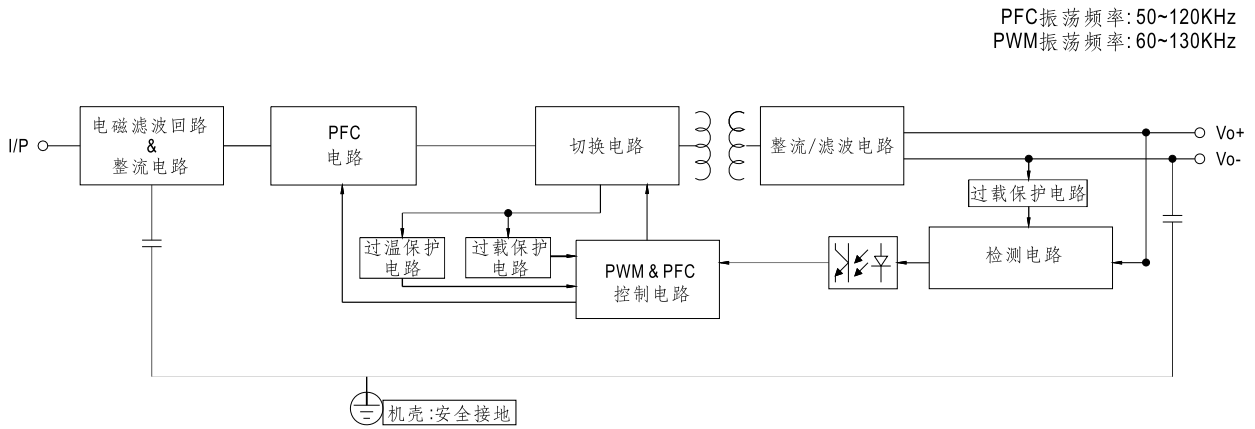 PFC振荡频率: 50~120KHz
PWM振荡频率: 60~130KHz
I/P
电磁滤波回路
&
整流电路
PFC
电路
切换电路
整流/滤波电路
Vo+
Vo-
过载保护电路
过温保护
电路
过载保护
电路
PWM & PFC
控制电路
检测电路
机壳:安全接地